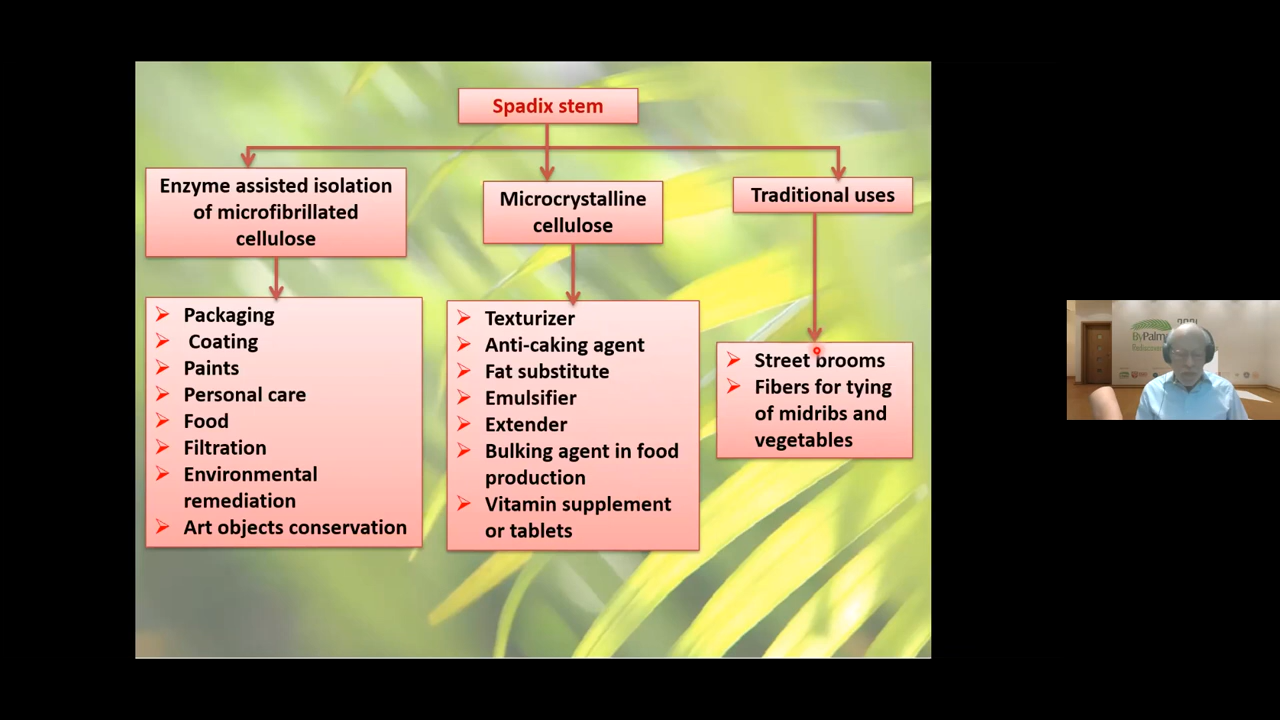 Spadix stem
Enzyme assisted isolation
of microfibrillated
cellulose
Packaging
Coating
Paints
Personal care
Food
Filtration
Environmental
remediation
Art objects conservation
Microcrystalline
cellulose
Texturizer
Anti-caking agent
Fat substitute
Emulsifier
Extender
Bulking agent in food
production
Vitamin supplement
or tablets
Traditional uses
Street brooms
Fibers for tying
of midribs and
vegetables
ByPalm